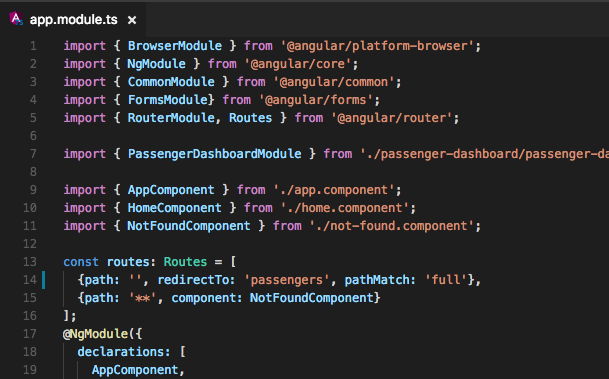 app.module.ts ×
1 import { BrowserModule } from '@angular/platform-browser';
2 import { NgModule } from '@angular/core';
3 import { CommonModule } from '@angular/common';
4 import { FormsModule} from '@angular/forms';
5 import { RouterModule, Routes } from '@angular/router';
6
7 import { PassengerDashboardModule } from './passenger-dashboard/passenger-da
8
9 import { AppComponent } from './app.component';
10 import { HomeComponent } from './home.component';
11 import { NotFoundComponent } from './not-found.component';
12
13 const routes: Routes = [
14 {path: '', redirectTo: 'passengers', pathMatch: 'full'},
15 {path: '**', component: NotFoundComponent}
16 ];
17 @NgModule({
18 declarations: [
19 AppComponent,